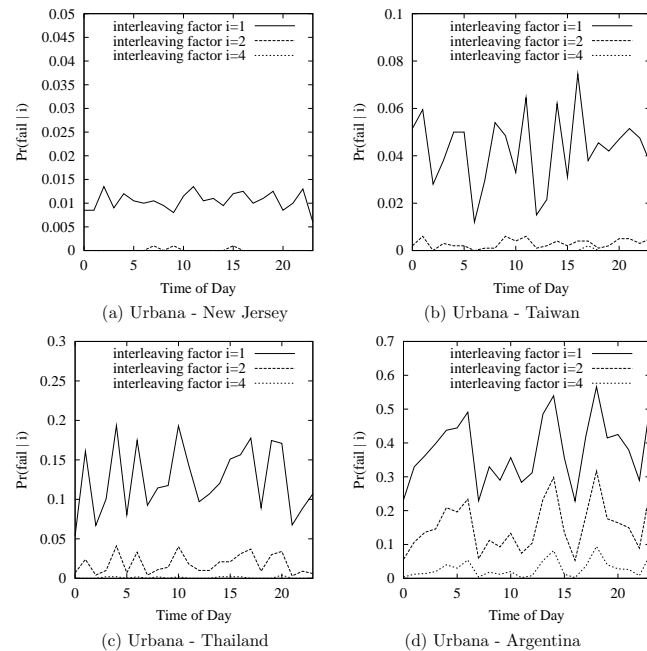 0.05
0.045
0.04
0.035
0.03
0.025
0.02
0.015
0.01
0.005
0
Pr(fail | i)
interleaving factor i=1
interleaving factor i=2
interleaving factor i=4
0 5 10 15 20
Time of Day
(a) Urbana - New Jersey
0.1
0.08
0.06
0.04
0.02
0
Pr(fail | i)
interleaving factor i=1
interleaving factor i=2
interleaving factor i=4
0 5 10 15 20
Time of Day
(b) Urbana - Taiwan
0.3
0.25
0.2
0.15
0.1
0.05
0
Pr(fail | i)
interleaving factor i=1
interleaving factor i=2
interleaving factor i=4
0 5 10 15 20
Time of Day
(c) Urbana - Thailand
0.7
0.6
0.5
0.4
0.3
0.2
0.1
0
Pr(fail | i)
interleaving factor i=1
interleaving factor i=2
interleaving factor i=4
0 5 10 15 20
Time of Day
(d) Urbana - Argentina